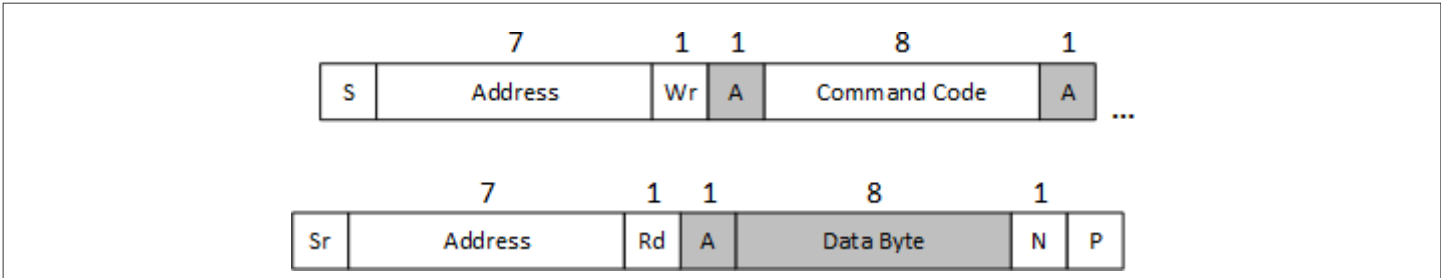 7 1 1 8 1
S Address Wr A Command Code A ...
7 1 1 8 1
Sr Address Rd A Data Byte N P